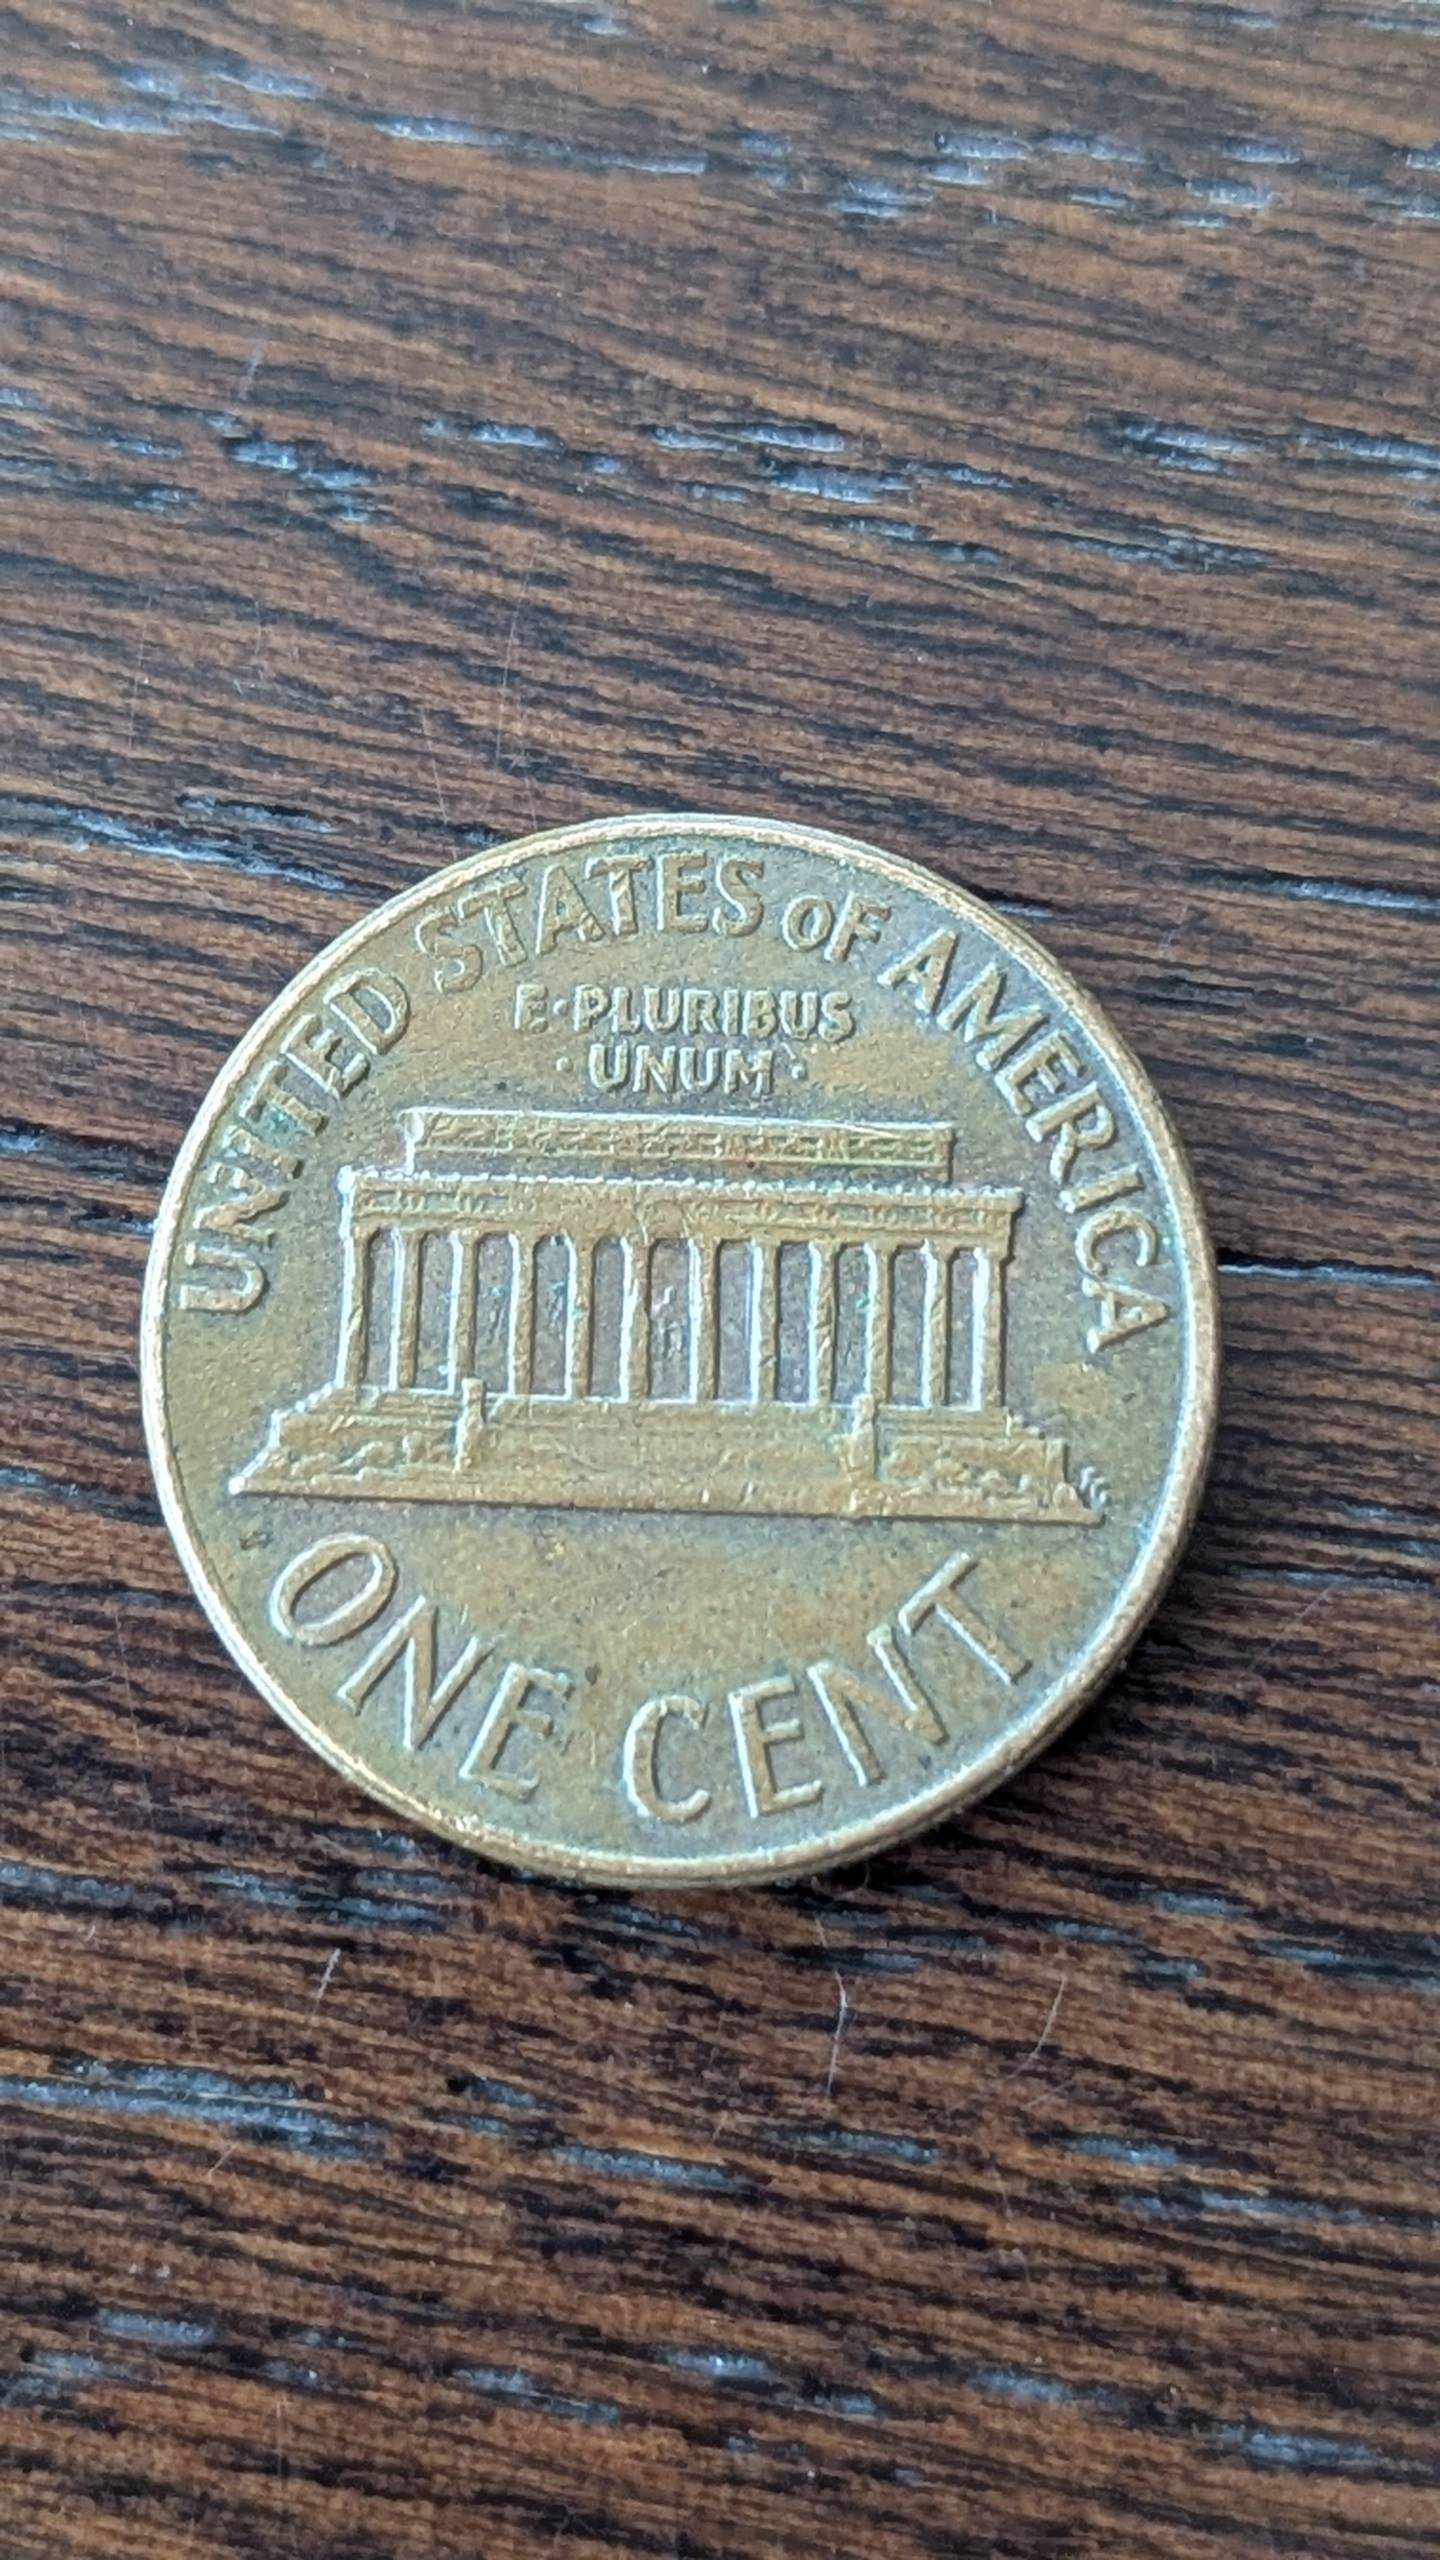 UNITED STATES OF AMERICA
E·PLURIBUS
·UNUM·
ONE CENT